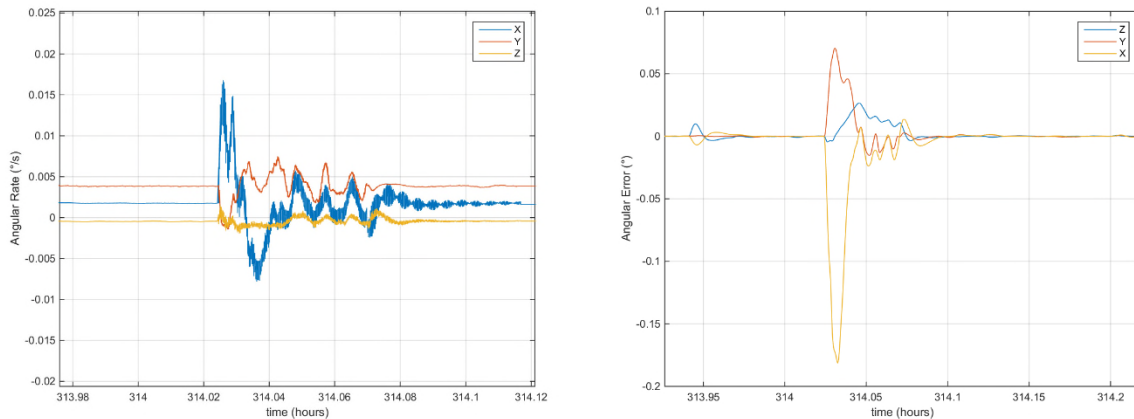 0.025
0.02
0.015
0.01
0.005
0
-0.005
-0.01
-0.015
-0.02
Angular Rate (°/s)
313.98 314 314.02 314.04 314.06 314.08 314.1 314.12
time (hours)
X
Y
Z
0.1
0.05
0
-0.05
-0.1
-0.15
-0.2
Angular Error (°)
313.95 314 314.05 314.1 314.15 314.2
time (hours)
Z
Y
X